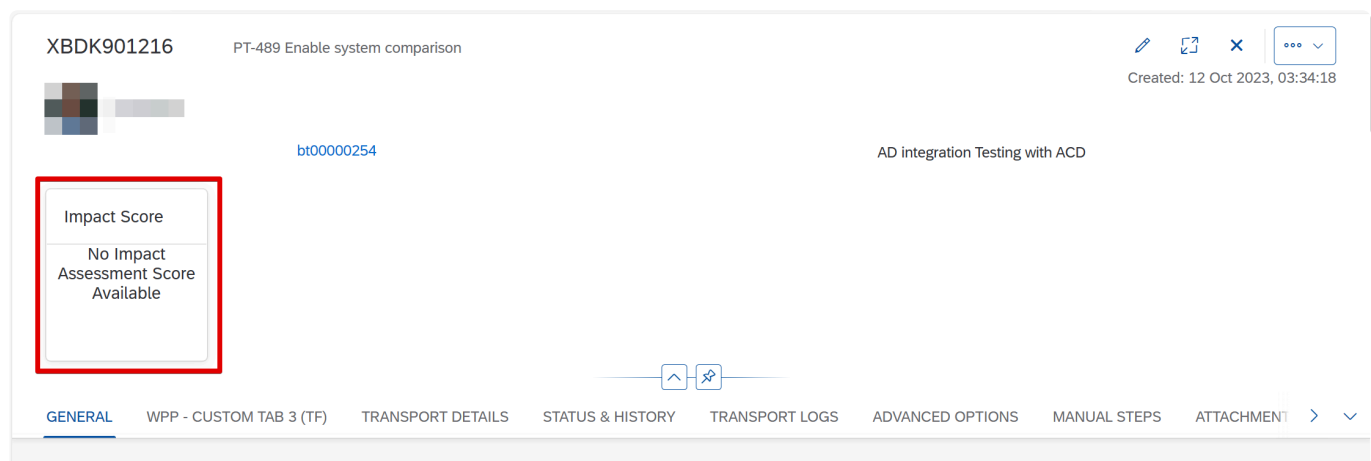 XBDK901216 PT-489 Enable system comparison
Created: 12 Oct 2023, 03:34:18
bt00000254 AD integration Testing with ACD
Impact Score
No Impact
Assessment Score
Available
GENERAL WPP - CUSTOM TAB 3 (TF) TRANSPORT DETAILS STATUS & HISTORY TRANSPORT LOGS ADVANCED OPTIONS MANUAL STEPS ATTACHMENT